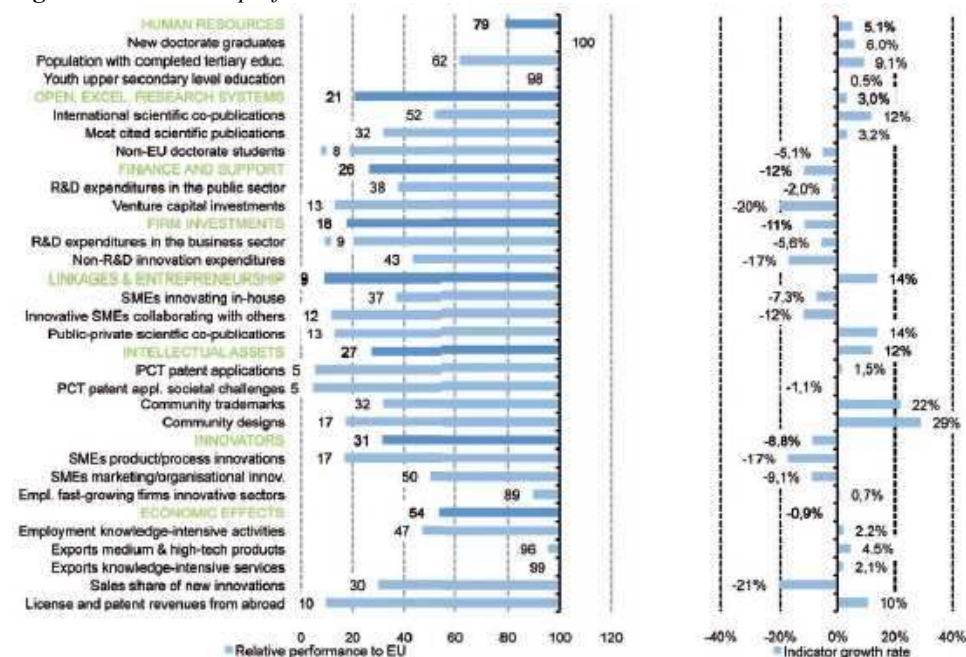 HUMAN RESOURCES 79 5.1%
New doctorate graduates 100 6.0%
Population with completed tertiary educ. 62 9.1%
Youth upper secondary level education 98 0.5%
OPEN, EXCEL. RESEARCH SYSTEMS 21 3,0%
International scientific co-publications 52 12%
Most cited scientific publications 32 3,2%
Non-EU doctorate students 8 -5,1%
FINANCE AND SUPPORT 26 -12%
R&D expenditures in the public sector 38 -2,0%
Venture capital investments 13 -20%
FIRM INVESTMENTS 18 -11%
R&D expenditures in the business sector 9 -5,6%
Non-R&D innovation expenditures 43 -17%
LINKAGES & ENTREPRENEURSHIP 9 14%
SMEs innovating in-house 37 -7,3%
Innovative SMEs collaborating with others 12 -12%
Public-private scientfic co-publications 13 14%
INTELLECTUAL ASSETS 27 12%
PCT patent applications 5 1,5%
PCT patent appl. societal challenges 5 -1,1%
Community trademarks 32 22%
Community designs 17 29%
INNOVATORS 31 -8,8%
SMEs product/process innovations 17 -17%
SMEs marketing/organisational innov. 50 -9,1%
Empl. fast-growing firms innovative sectors 89 0,7%
ECONOMIC EFFECTS 54 -0,9%
Employment knowledge-intensive activities 47 2.2%
Exports medium & high-tech products 96 4.5%
Exports knowledge-intensive services 99 2,1%
Sales share of new innovations 30 -21%
License and patent revenues from abroad 10 10%
0 20 40 60 80 100 120 -40% -20% 0% 20% 40%
Relative performance to EU Indicator growth rate